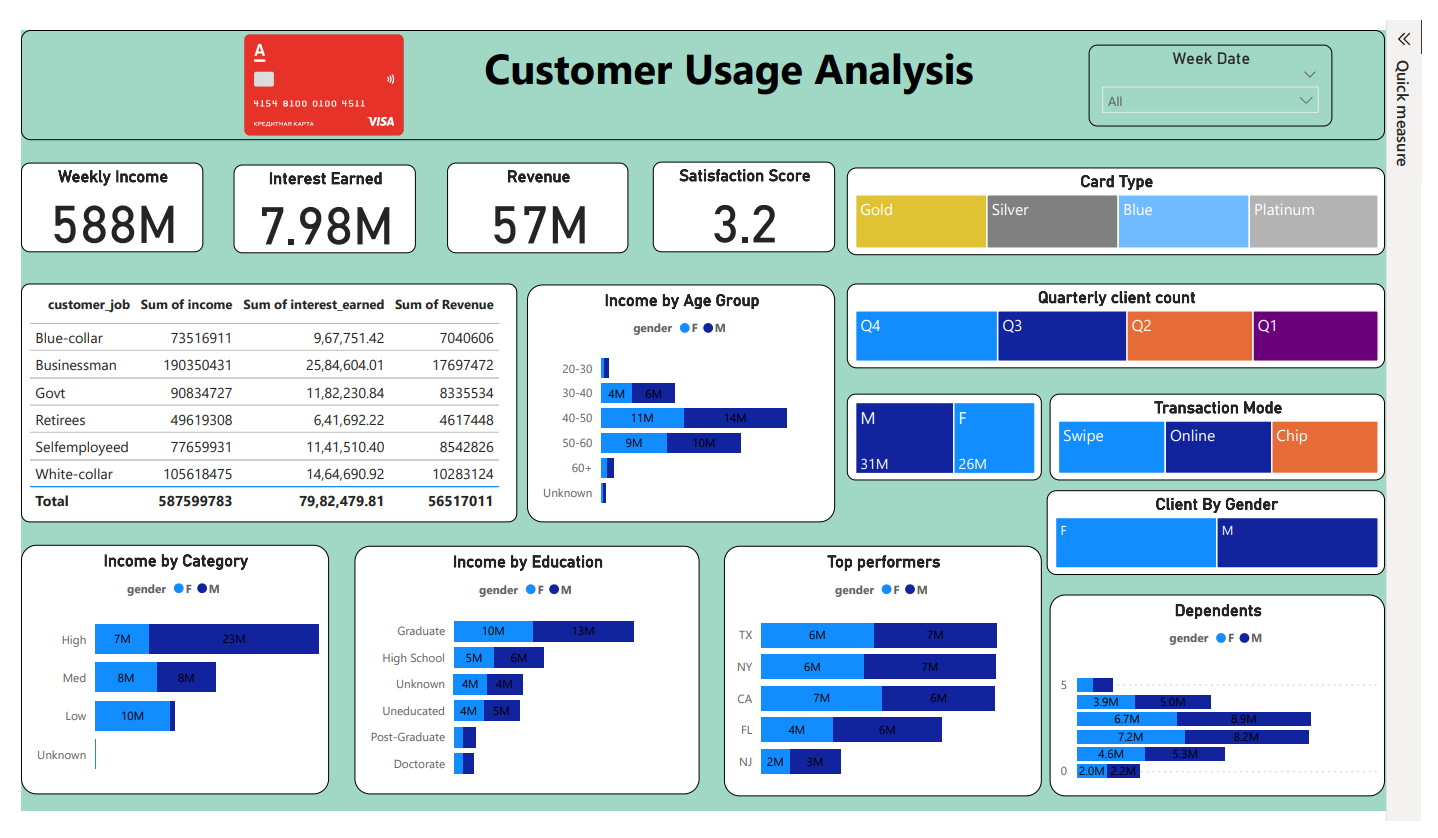 A
4154 8100 0100 4511
КРЕДИТНАЯ КАРТА
VISA
Customer Usage Analysis
Week Date
All
Quick measure
Weekly Income
588M
Interest Earned
7.98M
Revenue
57M
Satisfaction Score
3.2
Card Type
Gold Silver Blue Platinum
customer_job Sum of income Sum of interest_earned Sum of Revenue
Blue-collar 73516911 9,67,751.42 7040606
Businessman 190350431 25,84,604.01 17697472
Govt 90834727 11,82,230.84 8335534
Retirees 49619308 6,41,692.22 4617448
Selfemployeed 77659931 11,41,510.40 8542826
White-collar 105618475 14,64,690.92 10283124
Total 587599783 79,82,479.81 56517011
Income by Age Group
gender F M
20-30
30-40 4M 6M
40-50 11M 14M
50-60 9M 10M
60+
Unknown
Quarterly client count
Q4 Q3 Q2 Q1
M F
31M 26M
Transaction Mode
Swipe Online Chip
Client By Gender
F M
Income by Category
gender F M
High 7M 23M
Med 8M 8M
Low 10M
Unknown
Income by Education
gender F M
Graduate 10M 13M
High School 5M 6M
Unknown 4M 4M
Uneducated 4M 5M
Post-Graduate
Doctorate
Top performers
gender F M
TX 6M 7M
NY 6M 7M
CA 7M 6M
FL 4M 6M
NJ 2M 3M
Dependents
gender F M
5
3.9M 5.0M
6.7M 8.9M
7.2M 8.2M
4.6M 5.3M
0 2.0M 2.2M